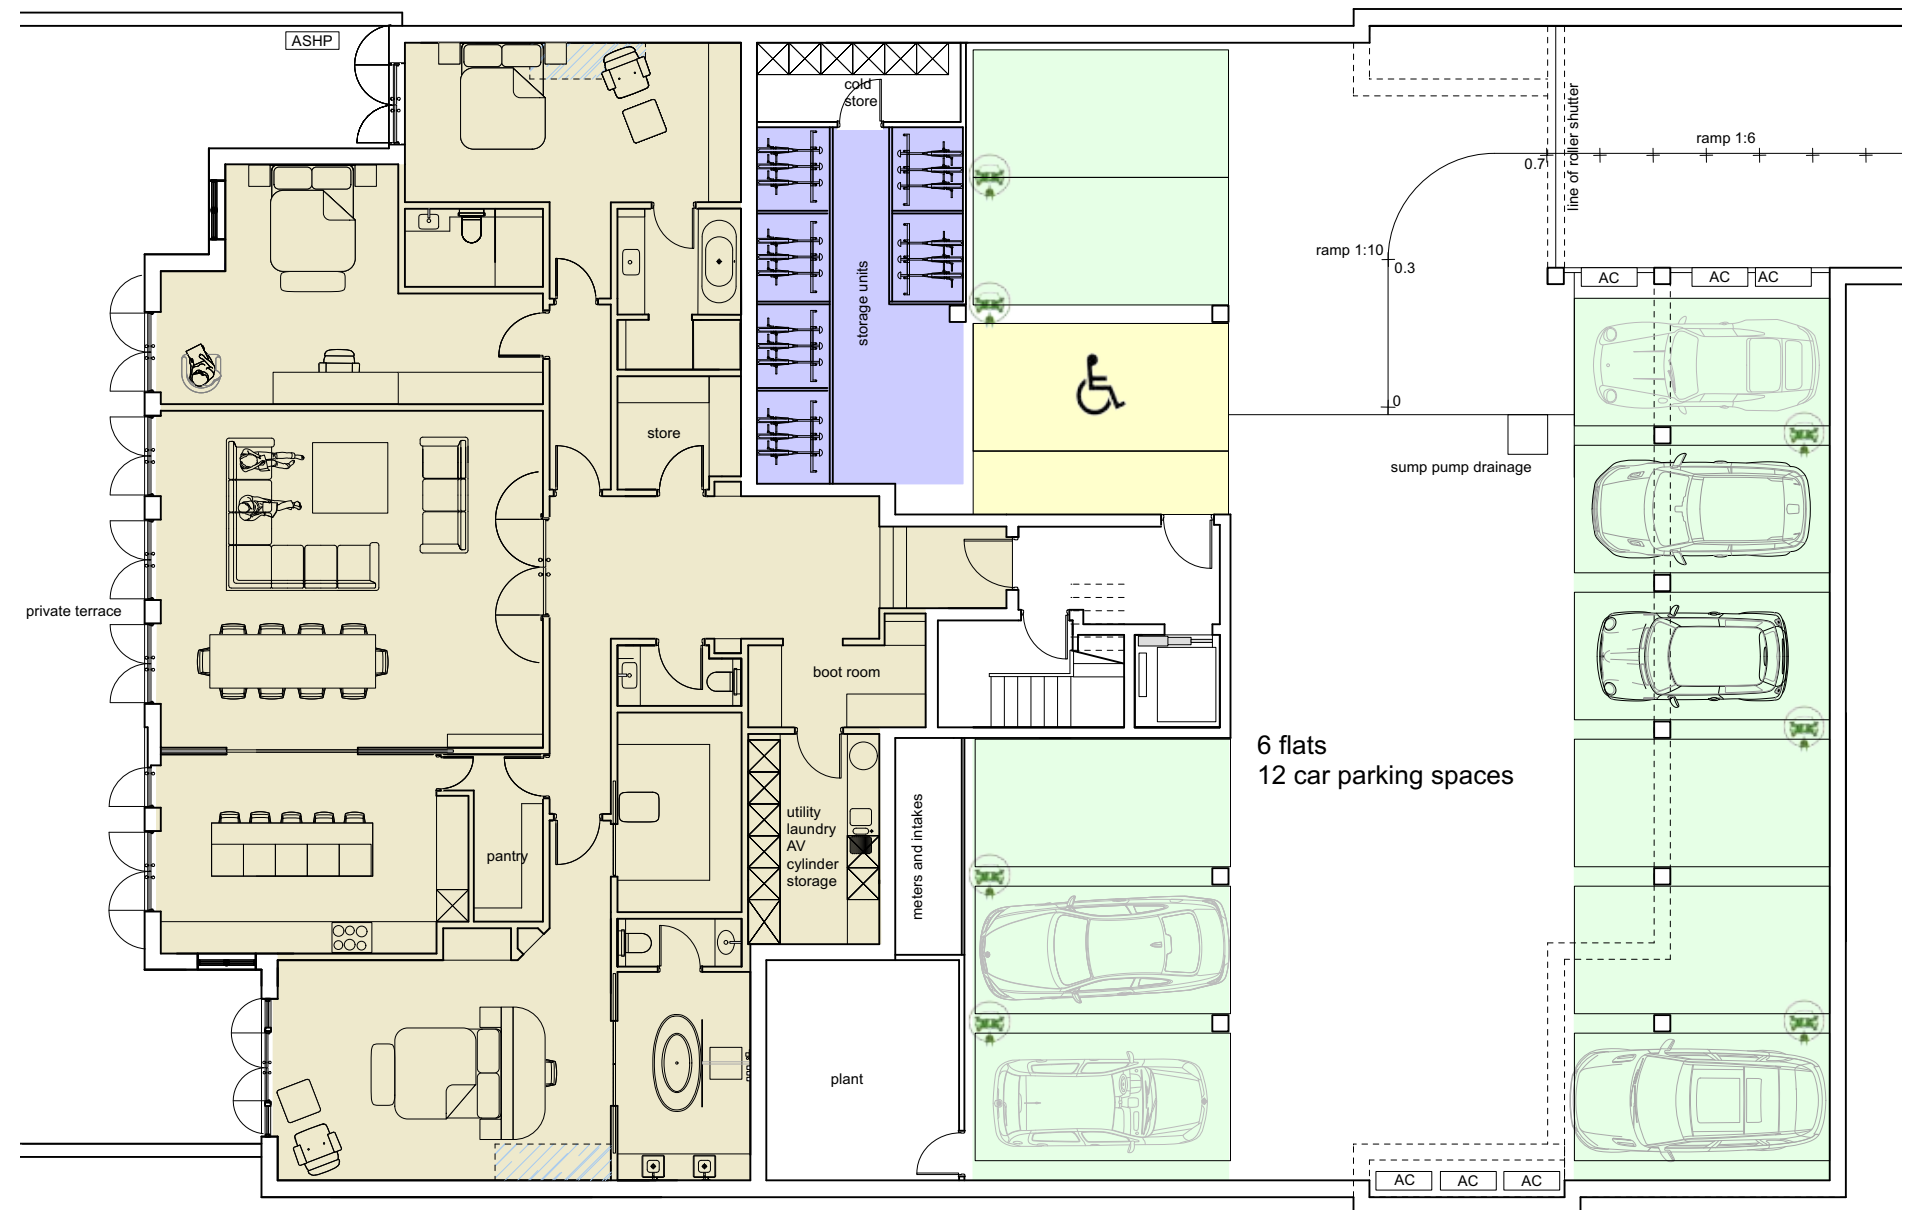 ASHP
cold
store
ramp 1:6
0.7
line of roller shutter
ramp 1:10
0.3
AC
AC
AC
storage units
0
store
sump pump drainage
private terrace
boot room
6 flats
12 car parking spaces
utility
laundry
AV
cylinder
storage
pantry
meters and intakes
plant
AC
AC
AC